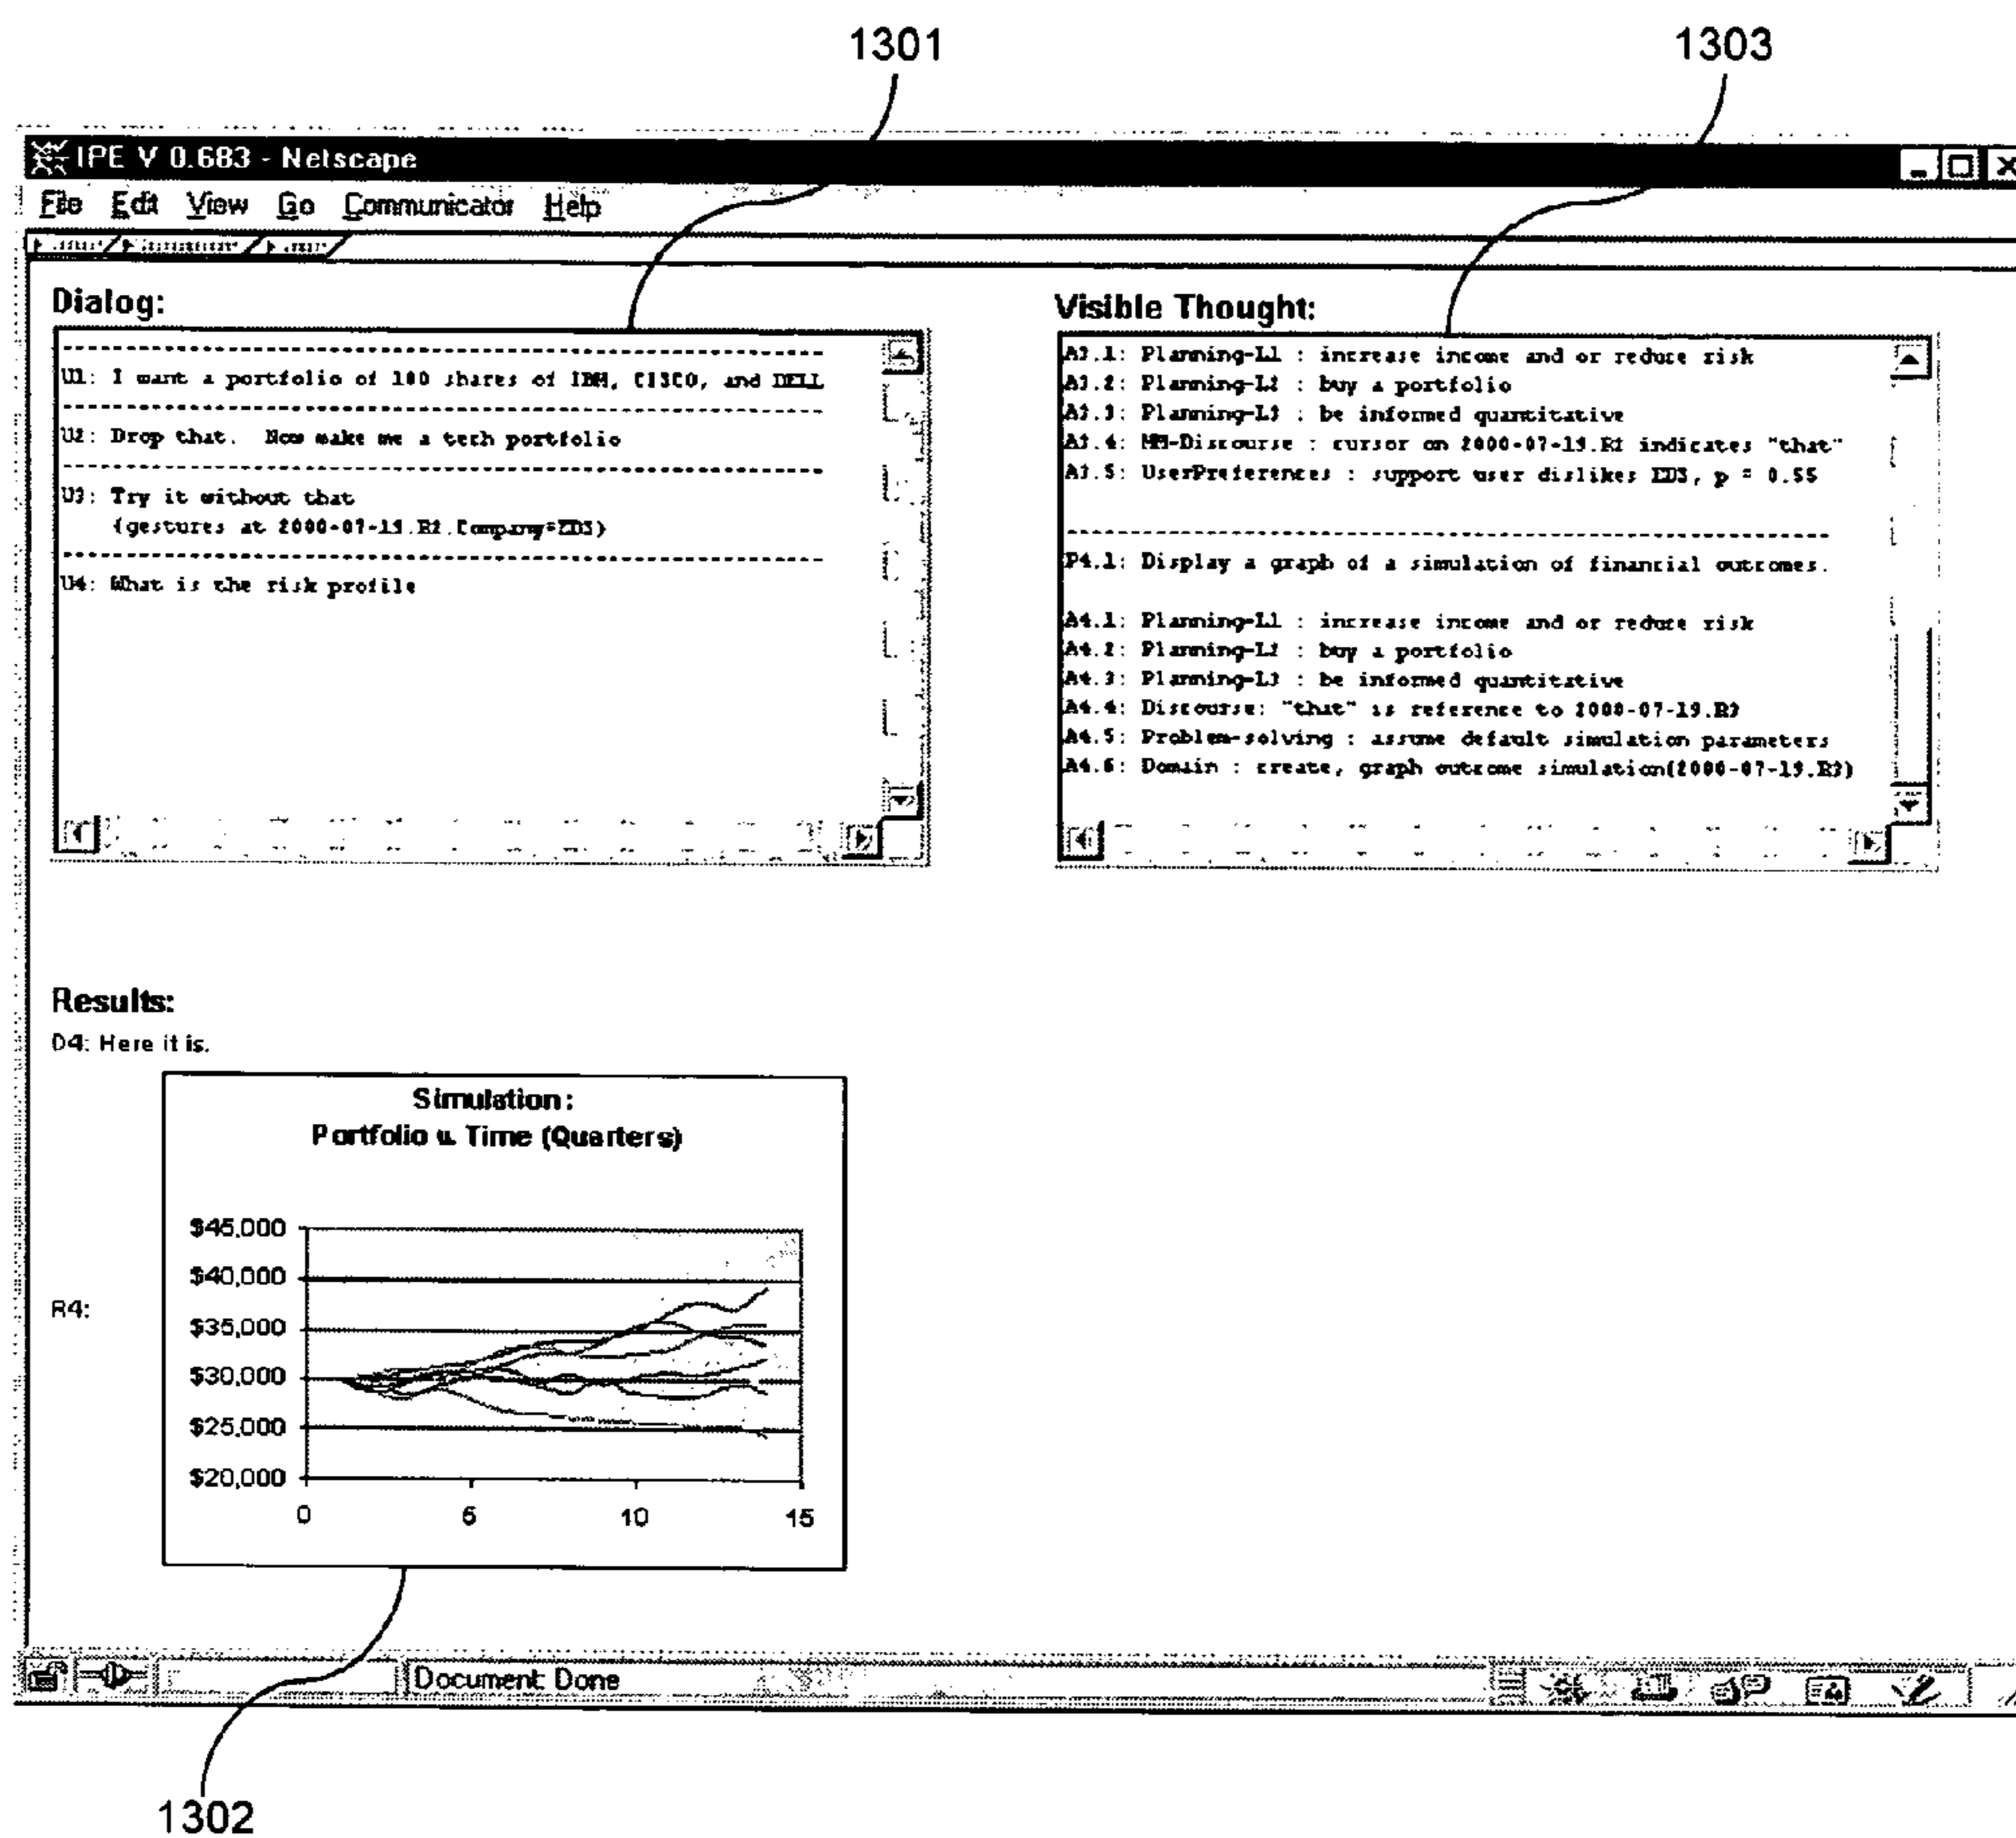 1301
1303
IPE V 0.683 - Netscape
File Edit View Go Communicator Help
Dialog:
U1: I want a portfolio of 100 shares of IBM, CISCO, and DELL
U2: Drop that. Now make me a tech portfolio
U3: Try it without that
(gestures at 2000-07-19.R2.Company=EDS)
U4: What is the risk profile
Visible Thought:
A3.1: Planning-L1 : increase income and or reduce risk
A3.2: Planning-L2 : buy a portfolio
A3.3: Planning-L3 : be informed quantitative
A3.4: MM-Discourse : cursor on 2000-07-19.R2 indicates "that"
A3.5: UserPreferences : support user dislikes EDS, p = 0.55
P4.1: Display a graph of a simulation of financial outcomes.
A4.1: Planning-L1 : increase income and or reduce risk
A4.2: Planning-L2 : buy a portfolio
A4.3: Planning-L3 : be informed quantitative
A4.4: Discourse: "that" is reference to 2000-07-19.R3
A4.5: Problem-solving : assume default simulation parameters
A4.6: Domain : create, graph outcome simulation(2000-07-19.R3)
Results:
D4: Here it is.
R4:
Simulation:
Portfolio v. Time (Quarters)
$45,000
$40,000
$35,000
$30,000
$25,000
$20,000
0 5 10 15
Document: Done
1302